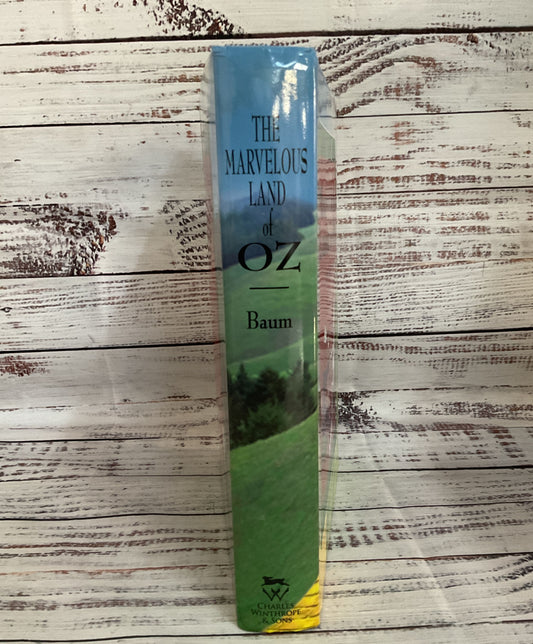 THE
MARVELOUS
LAND
of
OZ
Baum
CHARLES
WINTHROPE
& SONS